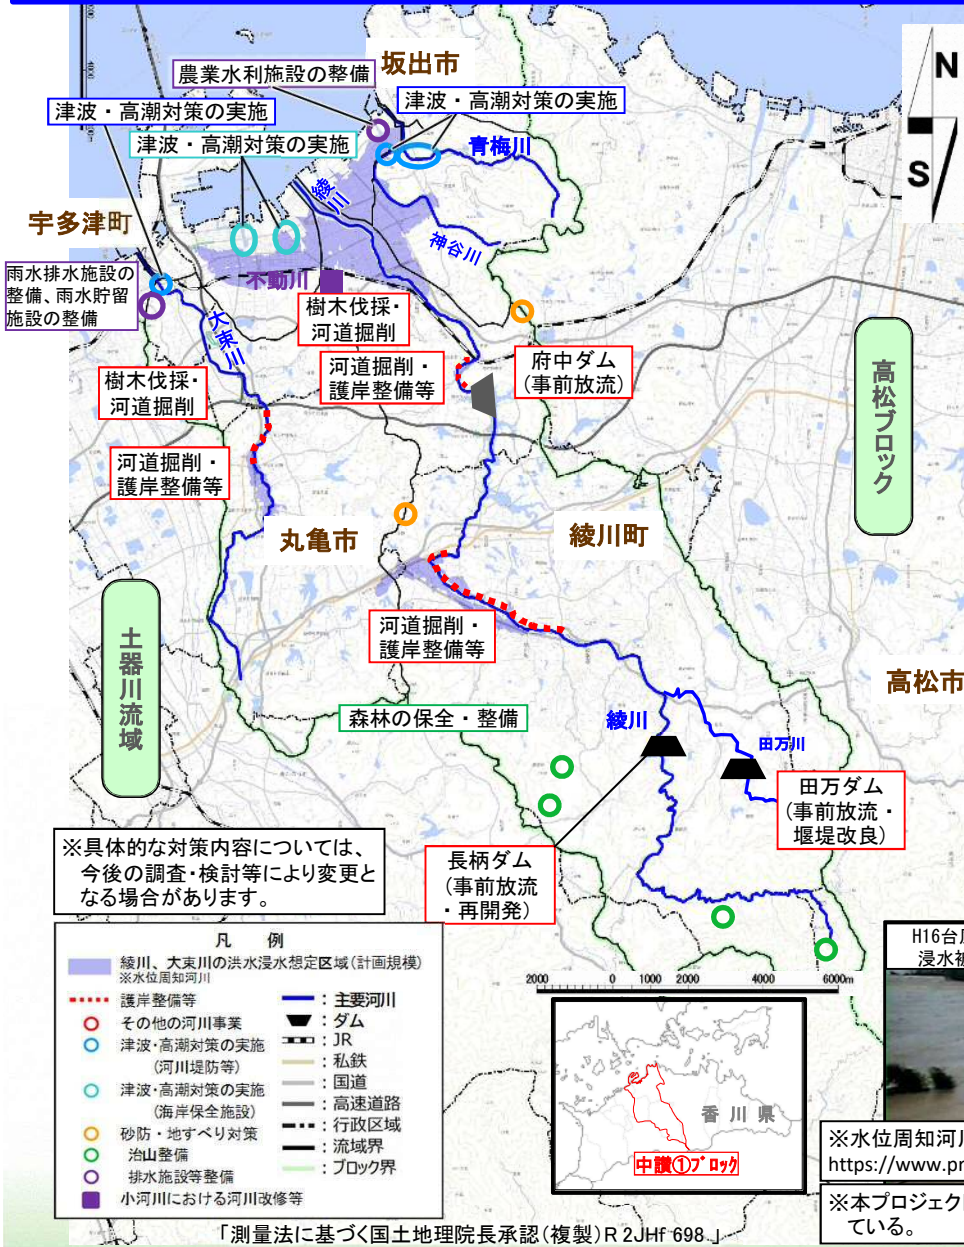 坂出市
農業水利施設の整備
津波・高潮対策の実施
津波・高潮対策の実施
津波・高潮対策の実施
青梅川
綾川
神谷川
N
S
宇多津町
雨水排水施設の
整備、雨水貯留
施設の整備
不動川
大束川
樹木伐採・
河道掘削
河道掘削・
護岸整備等
府中ダム
(事前放流)
樹木伐採・
河道掘削
河道掘削・
護岸整備等
高松ブロック
丸亀市
綾川町
土器川流域
河道掘削・
護岸整備等
高松市
森林の保全・整備
綾川
田万川
田万ダム
(事前放流・
堰堤改良)
長柄ダム
(事前放流
・再開発)
※具体的な対策内容については、
今後の調査・検討等により変更と
なる場合があります。
凡 例
綾川、大束川の洪水浸水想定区域(計画規模)
※水位周知河川
護岸整備等
その他の河川事業
津波・高潮対策の実施
(河川堤防等)
津波・高潮対策の実施
(海岸保全施設)
砂防・地すべり対策
治山整備
排水施設等整備
小河川における河川改修等
：主要河川
：ダム
：JR
：私鉄
：国道
：高速道路
：行政区域
：流域界
：ブロック界
2000 0 1000 2000 4000 6000m
香川県
中讃①ブロック
H16台
浸水被
※水位周知河川
https://www.pr
※本プロジェク
ている。
「測量法に基づく国土地理院長承認(複製)R 2JHf 698 」